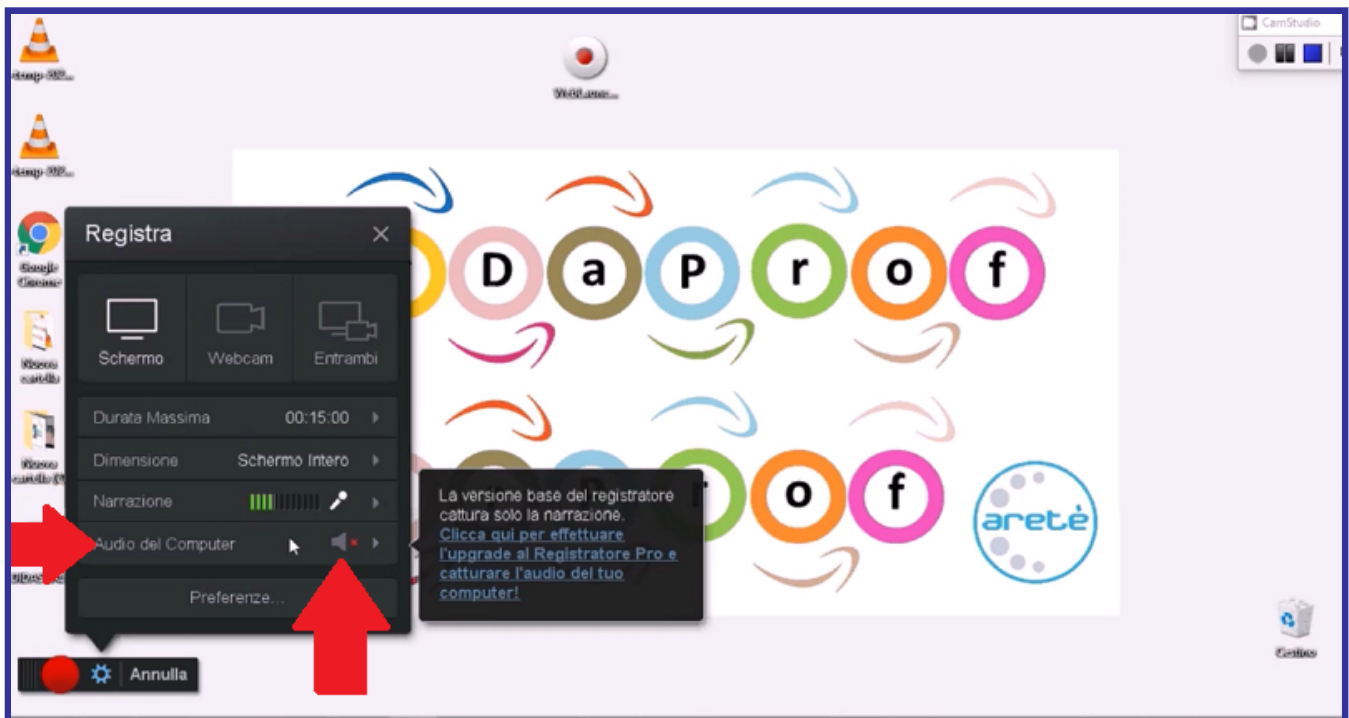 CamStudio
Registra
Schermo
Webcam
Entrambi
Durata Massima 00:15:00
Dimensione Schermo Intero
Narrazione
Audio del Computer
Preferenze...
Annulla
La versione base del registratore
cattura solo la narrazione.
Clicca qui per effettuare
l'upgrade al Registratore Pro e
catturare l'audio del tuo
computer!
D a P r o f
r o f
aretè
Google
Chrome
Nuova
cartella
Nuova
Cestino